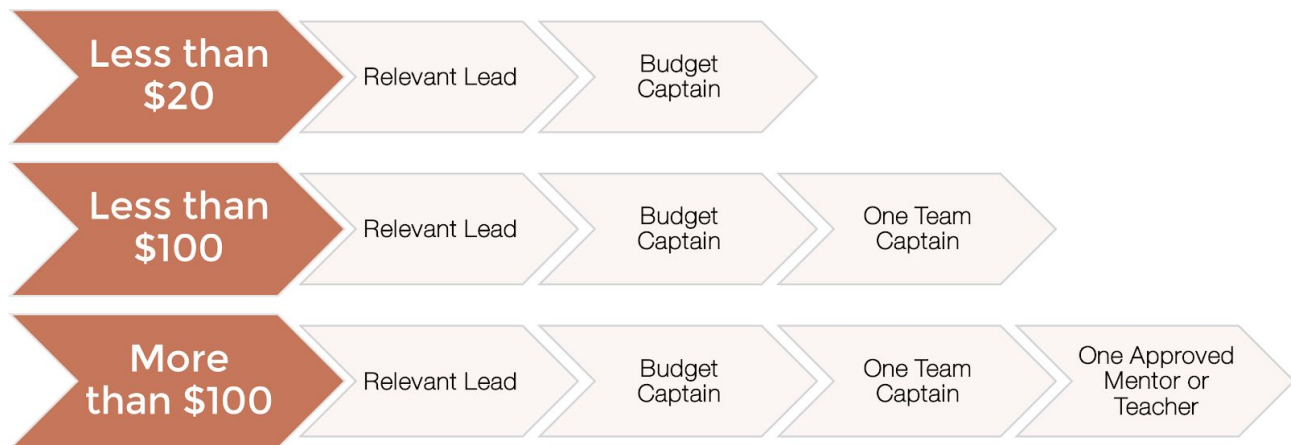 Less than
$20
Relevant Lead
Budget
Captain
Less than
$100
Relevant Lead
Budget
Captain
One Team
Captain
More
than $100
Relevant Lead
Budget
Captain
One Team
Captain
One Approved
Mentor or
Teacher